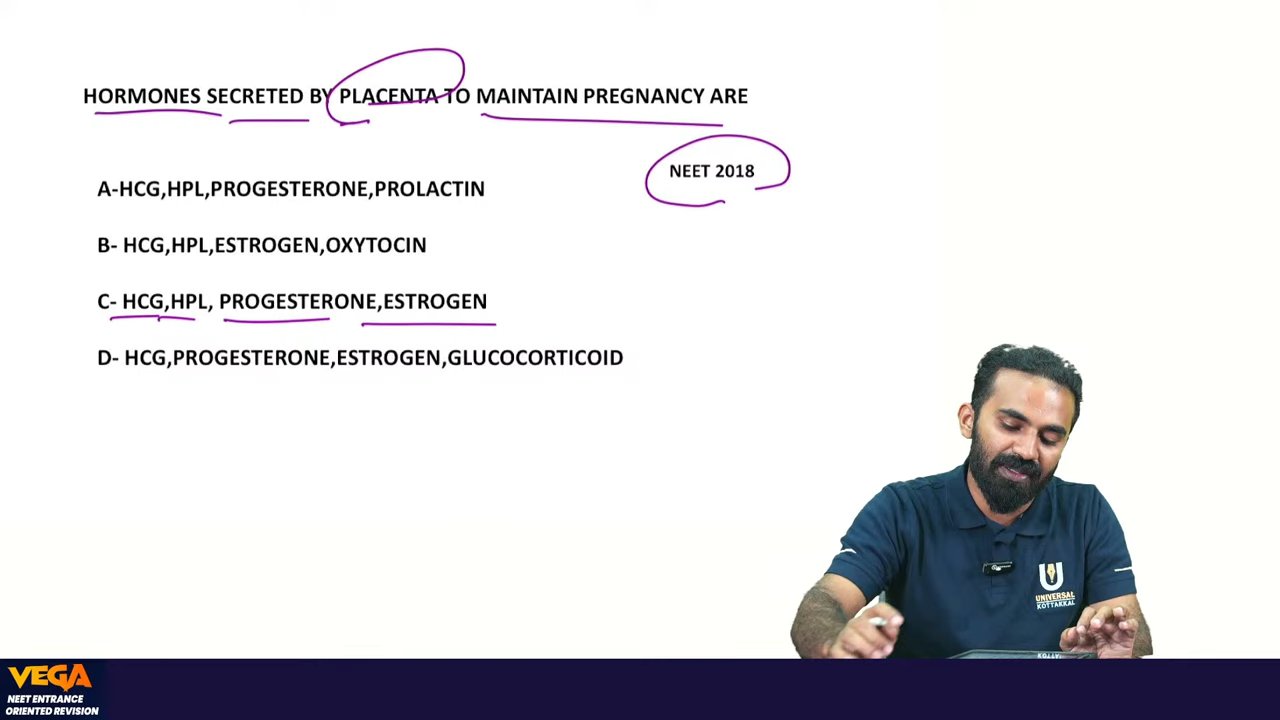 HORMONES SECRETED BY PLACENTA TO MAINTAIN PREGNANCY ARE
NEET 2018
A-HCG,HPL,PROGESTERONE,PROLACTIN
B- HCG,HPL,ESTROGEN,OXYTOCIN
C- HCG,HPL, PROGESTERONE,ESTROGEN
D- HCG,PROGESTERONE,ESTROGEN,GLUCOCORTICOID
U
UNIVERSAL
KOTTAKKAL
VEGA
NEET ENTRANCE
ORIENTED REVISION